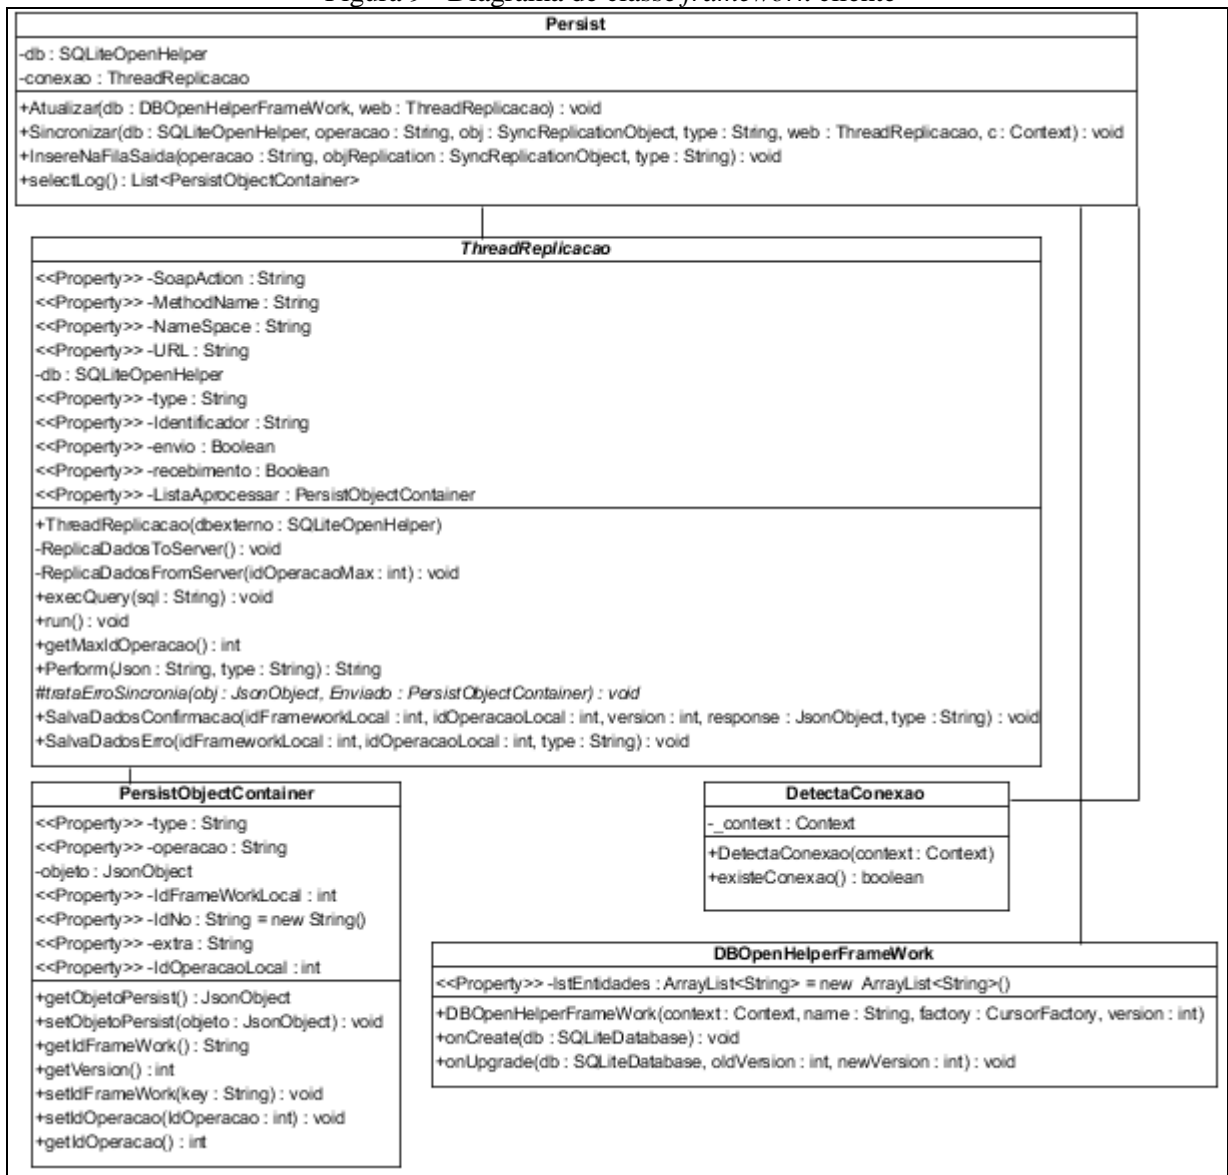 Figura 9 - Diagrama de classe framework cliente
Persist
-db : SQLiteOpenHelper
-conexao : ThreadReplicacao
+Atualizar(db : DBOpenHelperFrameWork, web : ThreadReplicacao) : void
+Sincronizar(db : SQLiteOpenHelper, operacao : String, obj : SyncReplicationObject, type : String, web : ThreadReplicacao, c : Context) : void
+InsereNaFilaSaida(operacao : String, objReplication : SyncReplicationObject, type : String) : void
+selectLog() : List<PersistObjectContainer>
ThreadReplicacao
<<Property>> -SoapAction : String
<<Property>> -MethodName : String
<<Property>> -NameSpace : String
<<Property>> -URL : String
-db : SQLiteOpenHelper
<<Property>> -type : String
<<Property>> -Identificador : String
<<Property>> -envio : Boolean
<<Property>> -recebimento : Boolean
<<Property>> -ListaAprocessar : PersistObjectContainer
+ThreadReplicacao(dbexterno : SQLiteOpenHelper)
-ReplicaDadosToServer() : void
-ReplicaDadosFromServer(idOperacaoMax : int) : void
+execQuery(sql : String) : void
+run() : void
+getMaxIdOperacao() : int
+Perform(Json : String, type : String) : String
#trataErroSincronia(obj : JsonObject, Enviado : PersistObjectContainer) : void
+SalvaDadosConfirmacao(idFrameworkLocal : int, idOperacaoLocal : int, version : int, response : JsonObject, type : String) : void
+SalvaDadosErro(idFrameworkLocal : int, idOperacaoLocal : int, type : String) : void
PersistObjectContainer
<<Property>> -type : String
<<Property>> -operacao : String
-objeto : JsonObject
<<Property>> -IdFrameWorkLocal : int
<<Property>> -IdNo : String = new String()
<<Property>> -extra : String
<<Property>> -IdOperacaoLocal : int
+getObjetoPersist() : JsonObject
+setObjetoPersist(objeto : JsonObject) : void
+getIdFrameWork() : String
+getVersion() : int
+setIdFrameWork(key : String) : void
+setIdOperacao(IdOperacao : int) : void
+getIdOperacao() : int
DetectaConexao
-_context : Context
+DetectaConexao(context : Context)
+existeConexao() : boolean
DBOpenHelperFrameWork
<<Property>> -lstEntidades : ArrayList<String> = new ArrayList<String>()
+DBOpenHelperFrameWork(context : Context, name : String, factory : CursorFactory, version : int)
+onCreate(db : SQLiteDatabase) : void
+onUpgrade(db : SQLiteDatabase, oldVersion : int, newVersion : int) : void